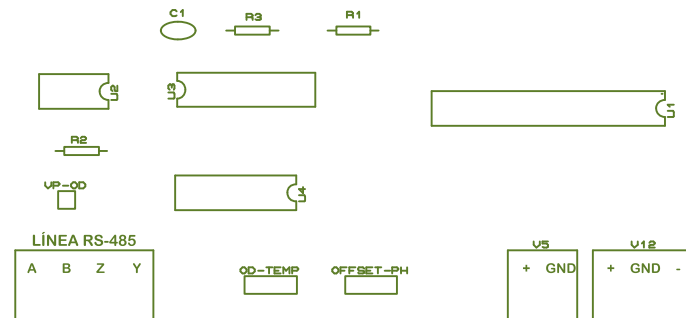 C1
R3
R1
U2
U3
U1
R2
VP-OD
U4
LÍNEA RS-485
A B Z Y
OD-TEMP
OFFSET-PH
V5
+ GND
V12
+ GND -